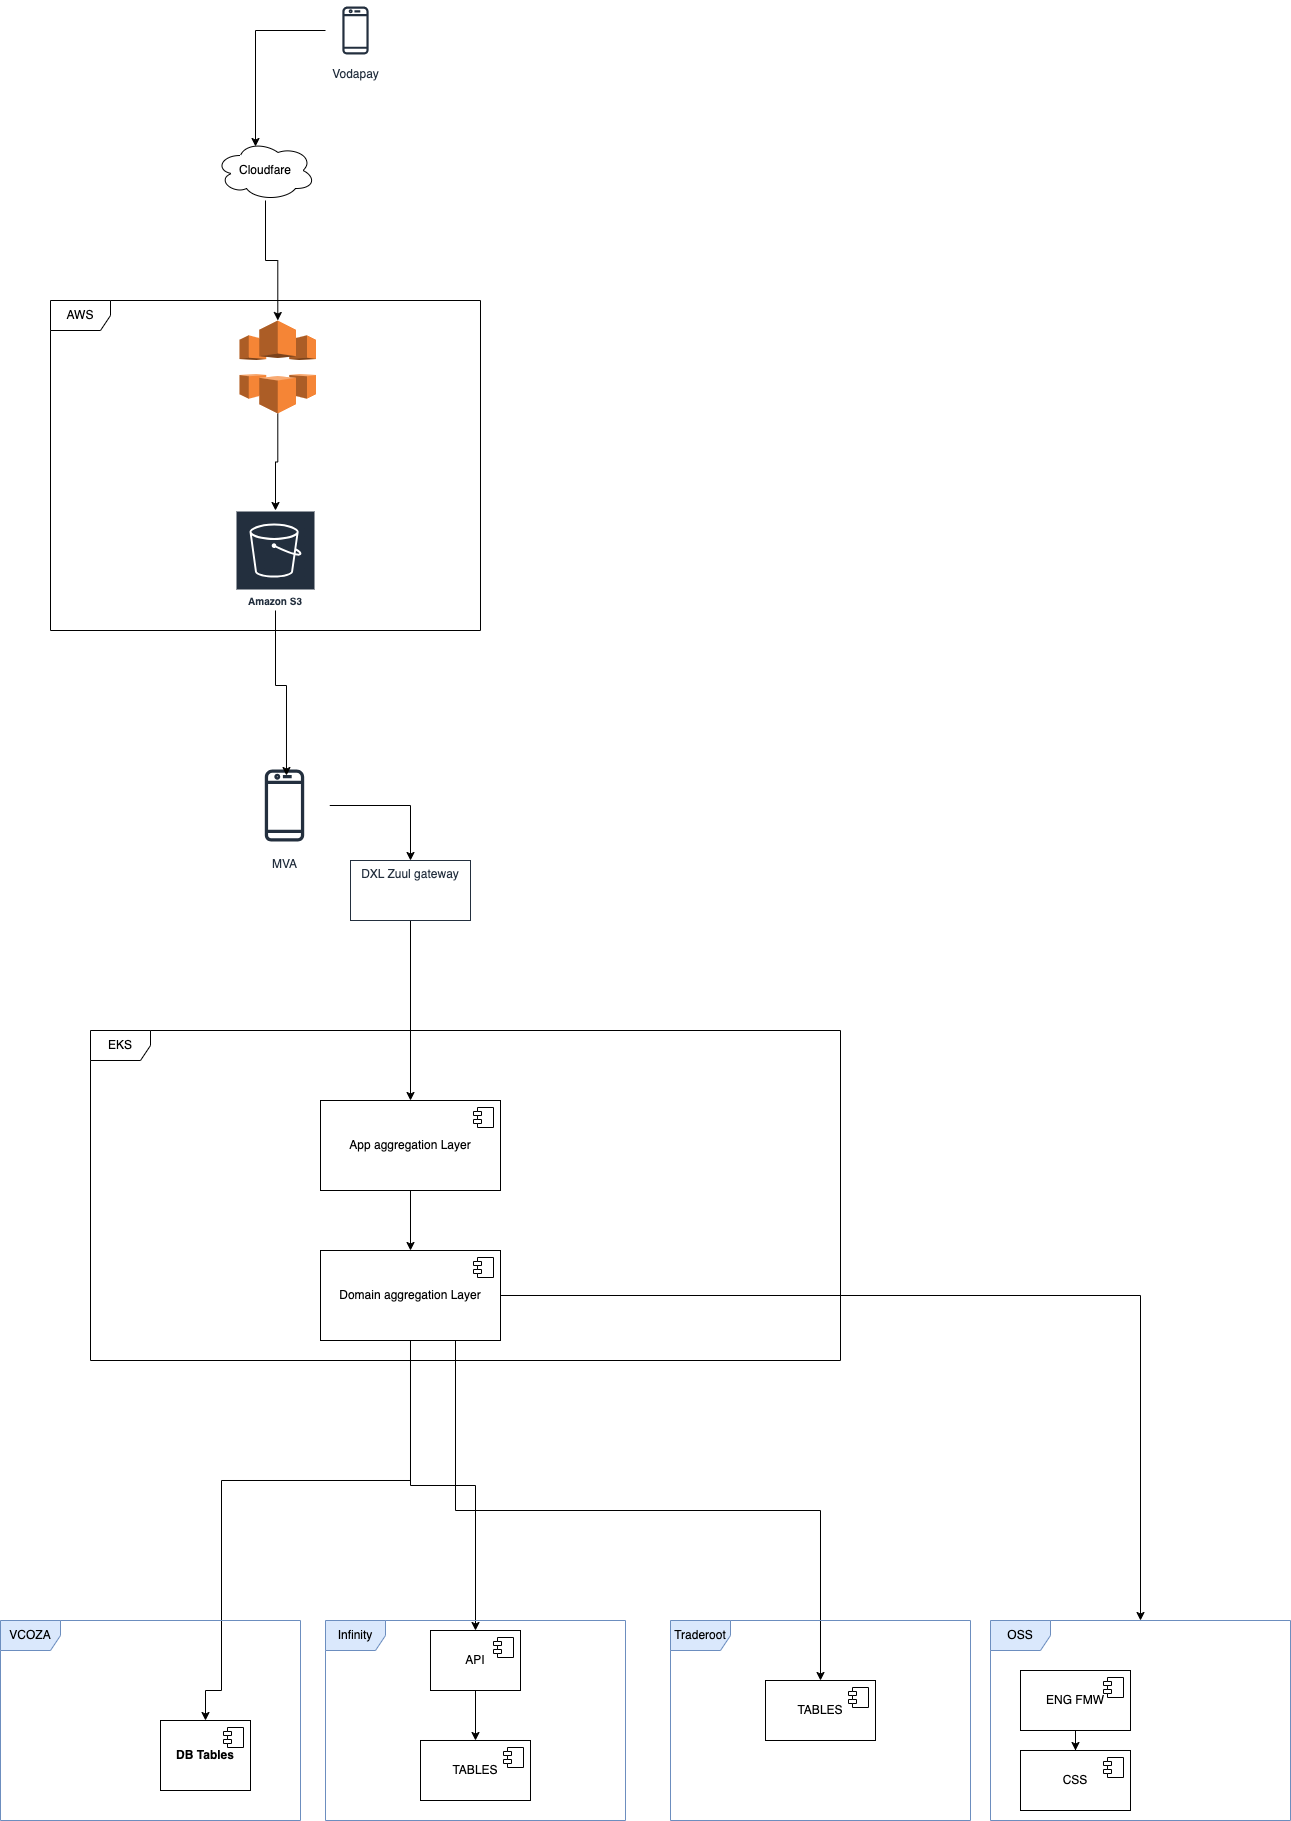 Vodapay
Cloudfare
AWS
Amazon S3
MVA
DXL Zuul gateway
EKS
App aggregation Layer
Domain aggregation Layer
VCOZA
DB Tables
Infinity
API
TABLES
Traderoot
TABLES
OSS
ENG FMW
CSS